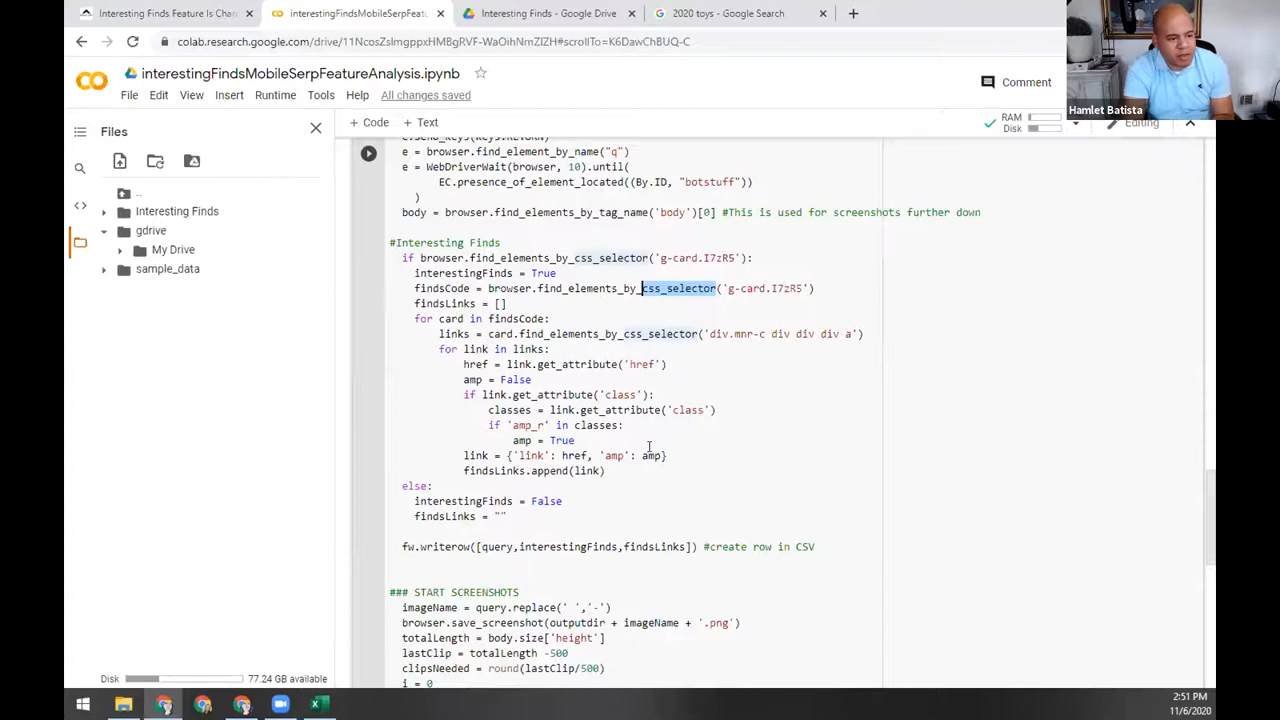 Interesting Finds Feature Is Chan
interestingFindsMobileSerpFeatu
Interesting Finds - Google Drive
2020 toys - Google Search
colab.research.google.com/drive/11NcosZsImgppxHMBgRVF-WaOihNmZlZH#scrollTo=K6DawChBUQ-C
Hamlet Batista
interestingFindsMobileSerpFeatureAnalysis.ipynb
Comment
File Edit View Insert Runtime Tools Help All changes saved
Files
+ Code + Text
RAM
Disk
Editing
..
Interesting Finds
gdrive
My Drive
sample_data
e = browser.find_element_by_name("q")
e = WebDriverWait(browser, 10).until(
EC.presence_of_element_located((By.ID, "botstuff"))
)
body = browser.find_elements_by_tag_name('body')[0] #This is used for screenshots further down
#Interesting Finds
if browser.find_elements_by_css_selector('g-card.I7zR5'):
interestingFinds = True
findsCode = browser.find_elements_by_css_selector('g-card.I7zR5')
findsLinks = []
for card in findsCode:
links = card.find_elements_by_css_selector('div.mnr-c div div div a')
for link in links:
href = link.get_attribute('href')
amp = False
if link.get_attribute('class'):
classes = link.get_attribute('class')
if 'amp_r' in classes:
amp = True
link = {'link': href, 'amp': amp}
findsLinks.append(link)
else:
interestingFinds = False
findsLinks = ""
fw.writerow([query,interestingFinds,findsLinks]) #create row in CSV
### START SCREENSHOTS
imageName = query.replace(' ','-')
browser.save_screenshot(outputdir + imageName + '.png')
totalLength = body.size['height']
lastClip = totalLength -500
clipsNeeded = round(lastClip/500)
i = 0
Disk 77.24 GB available
2:51 PM
11/6/2020